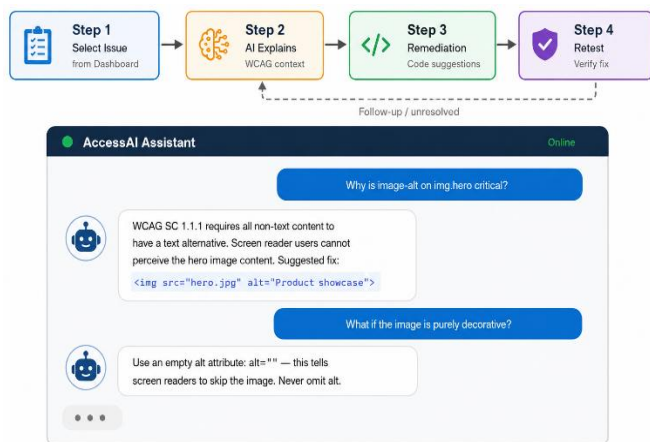 Step 1
Select Issue
from Dashboard
Step 2
AI Explains
WCAG context
</>
Step 3
Remediation
Code suggestions
Step 4
Retest
Verify fix
Follow-up / unresolved
AccessAI Assistant
Online
Why is image-alt on img.hero critical?
WCAG SC 1.1.1 requires all non-text content to
have a text alternative. Screen reader users cannot
perceive the hero image content. Suggested fix:
<img src="hero.jpg" alt="Product showcase">
What if the image is purely decorative?
Use an empty alt attribute: alt="" — this tells
screen readers to skip the image. Never omit alt.